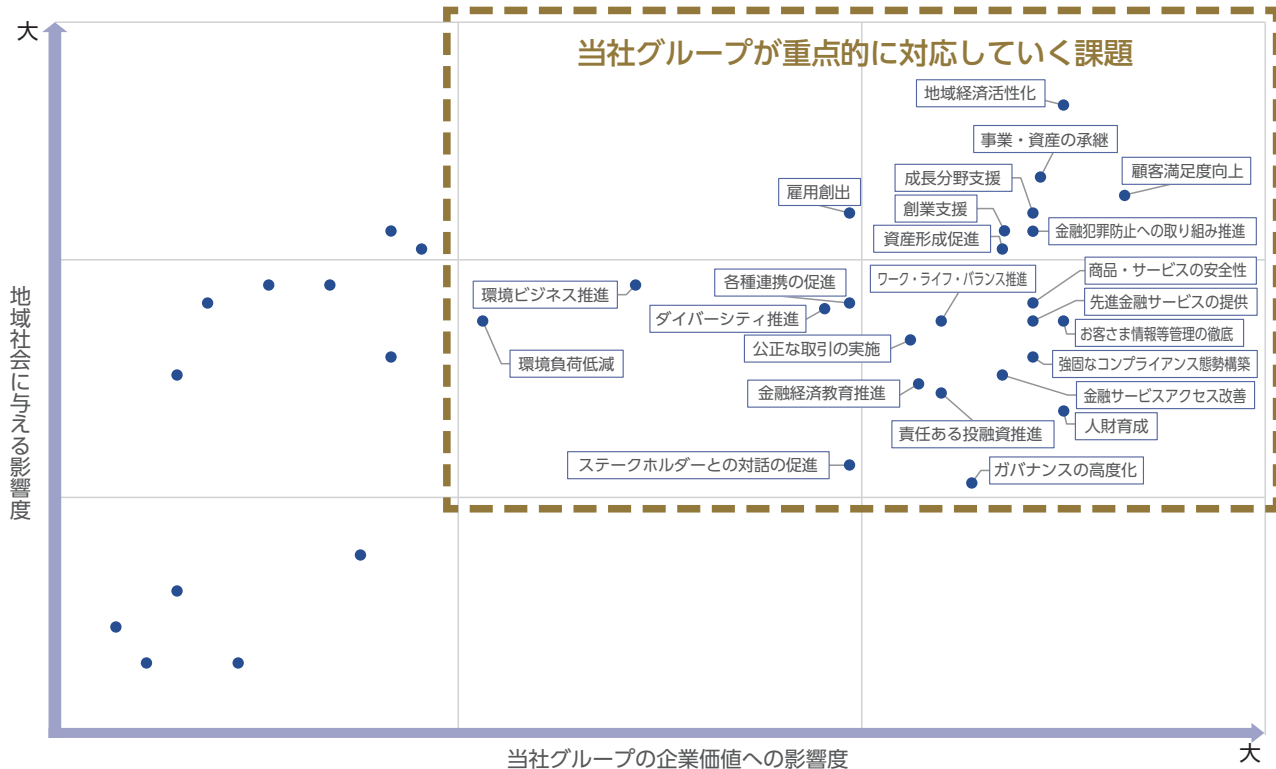 大
当社グループが重点的に対応していく課題
地域経済活性化
事業・資産の承継
顧客満足度向上
成長分野支援
雇用創出
創業支援
金融犯罪防止への取り組み推進
資産形成促進
商品・サービスの安全性
ワーク・ライフ・バランス推進
各種連携の促進
環境ビジネス推進
先進金融サービスの提供
ダイバーシティ推進
お客さま情報等管理の徹底
公正な取引の実施
環境負荷低減
強固なコンプライアンス態勢構築
金融経済教育推進
金融サービスアクセス改善
人財育成
責任ある投融資推進
ステークホルダーとの対話の促進
ガバナンスの高度化
地域社会に与える影響度
当社グループの企業価値への影響度
大